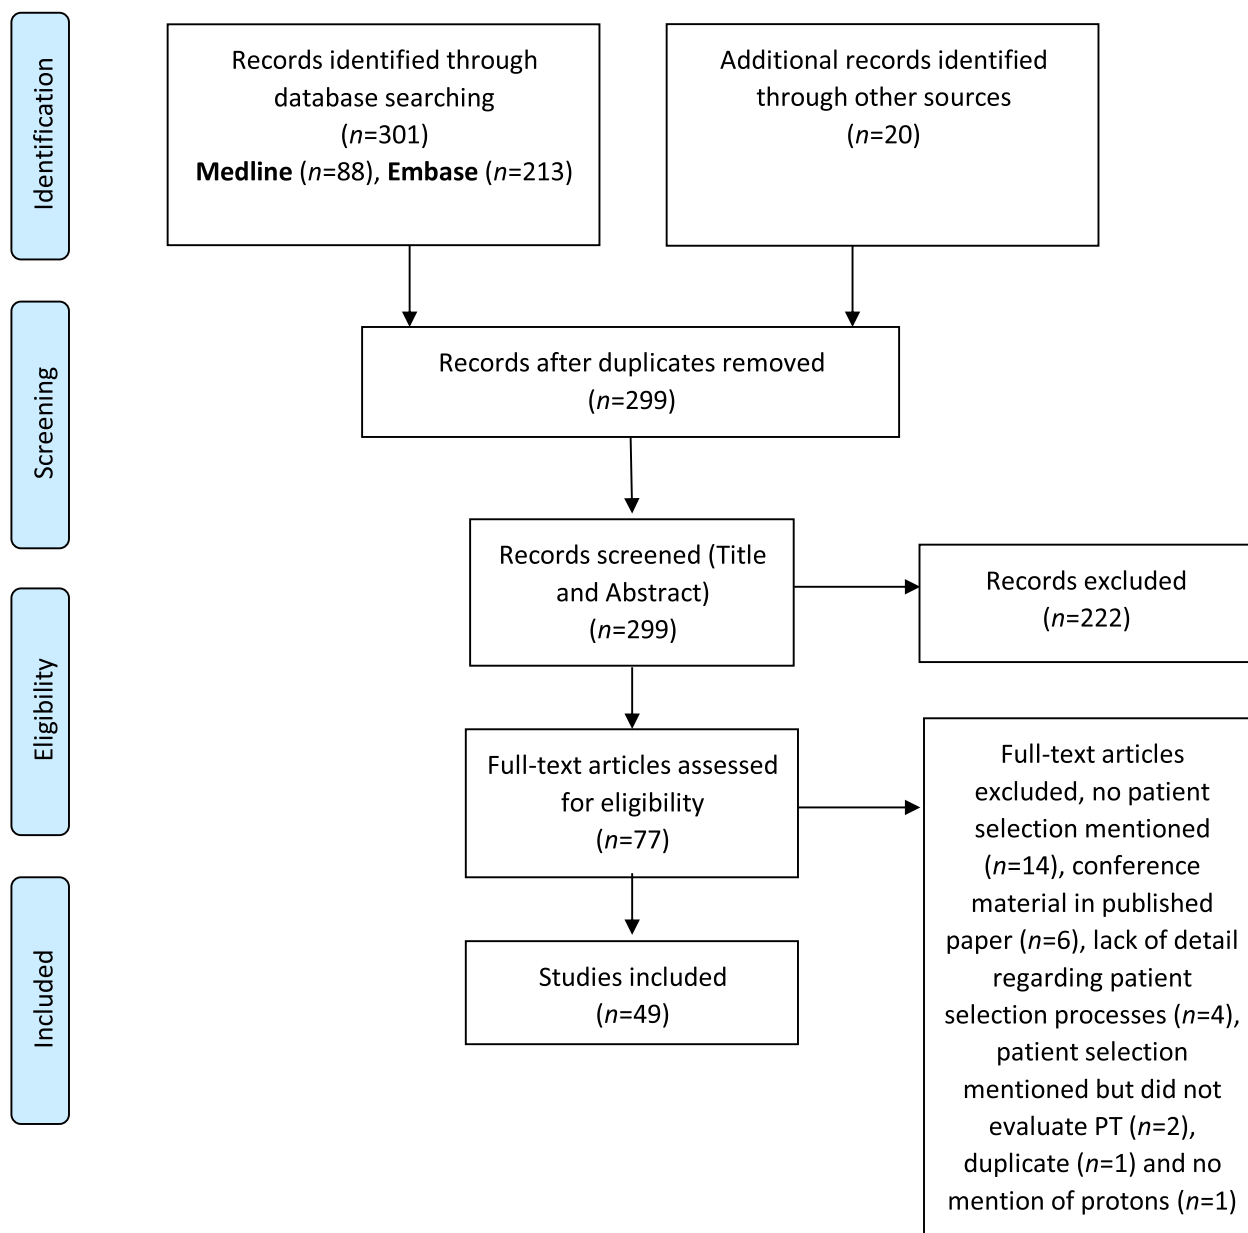 Identification
Records identified through
database searching
(n=301)
Medline (n=88), Embase (n=213)
Additional records identified
through other sources
(n=20)
Screening
Records after duplicates removed
(n=299)
Records screened (Title
and Abstract)
(n=299)
Records excluded
(n=222)
Eligibility
Full-text articles assessed
for eligibility
(n=77)
Full-text articles
excluded, no patient
selection mentioned
(n=14), conference
material in published
paper (n=6), lack of detail
regarding patient
selection processes (n=4),
patient selection
mentioned but did not
evaluate PT (n=2),
duplicate (n=1) and no
mention of protons (n=1)
Included
Studies included
(n=49)